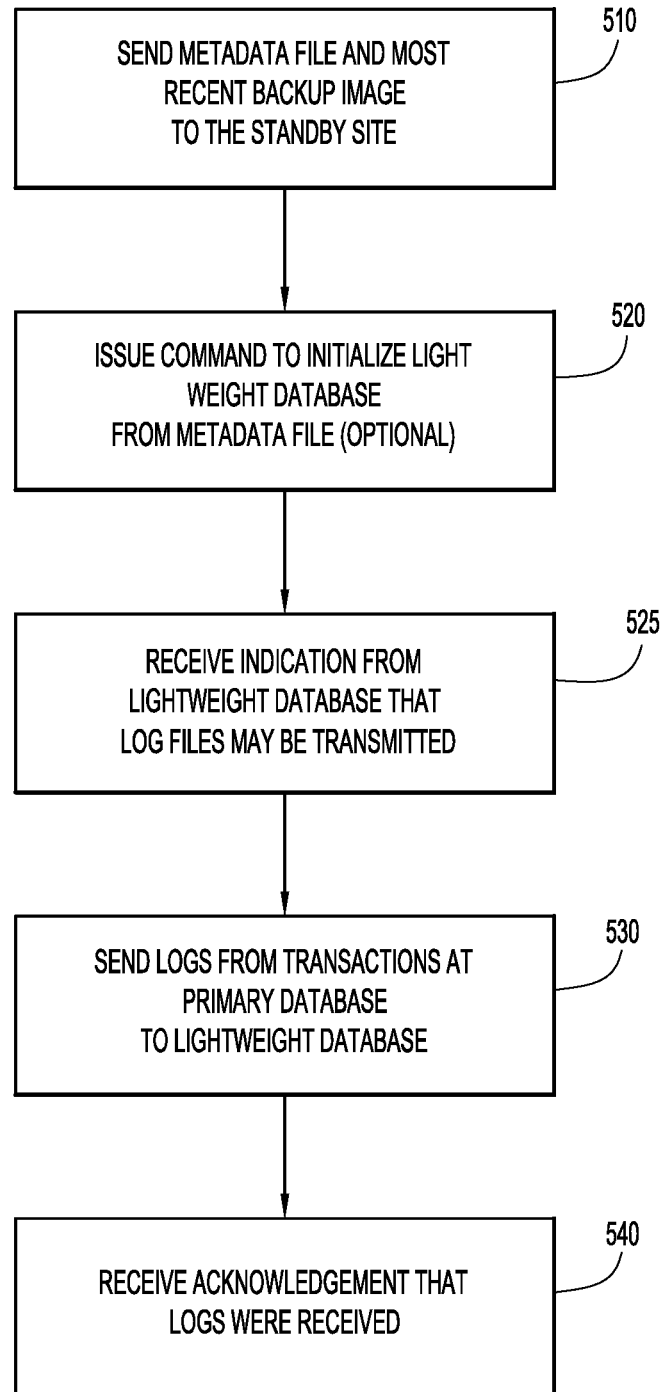 SEND METADATA FILE AND MOST
RECENT BACKUP IMAGE
TO THE STANDBY SITE
510
ISSUE COMMAND TO INITIALIZE LIGHT
WEIGHT DATABASE
FROM METADATA FILE (OPTIONAL)
520
RECEIVE INDICATION FROM
LIGHTWEIGHT DATABASE THAT
LOG FILES MAY BE TRANSMITTED
525
SEND LOGS FROM TRANSACTIONS AT
PRIMARY DATABASE
TO LIGHTWEIGHT DATABASE
530
RECEIVE ACKNOWLEDGEMENT THAT
LOGS WERE RECEIVED
540